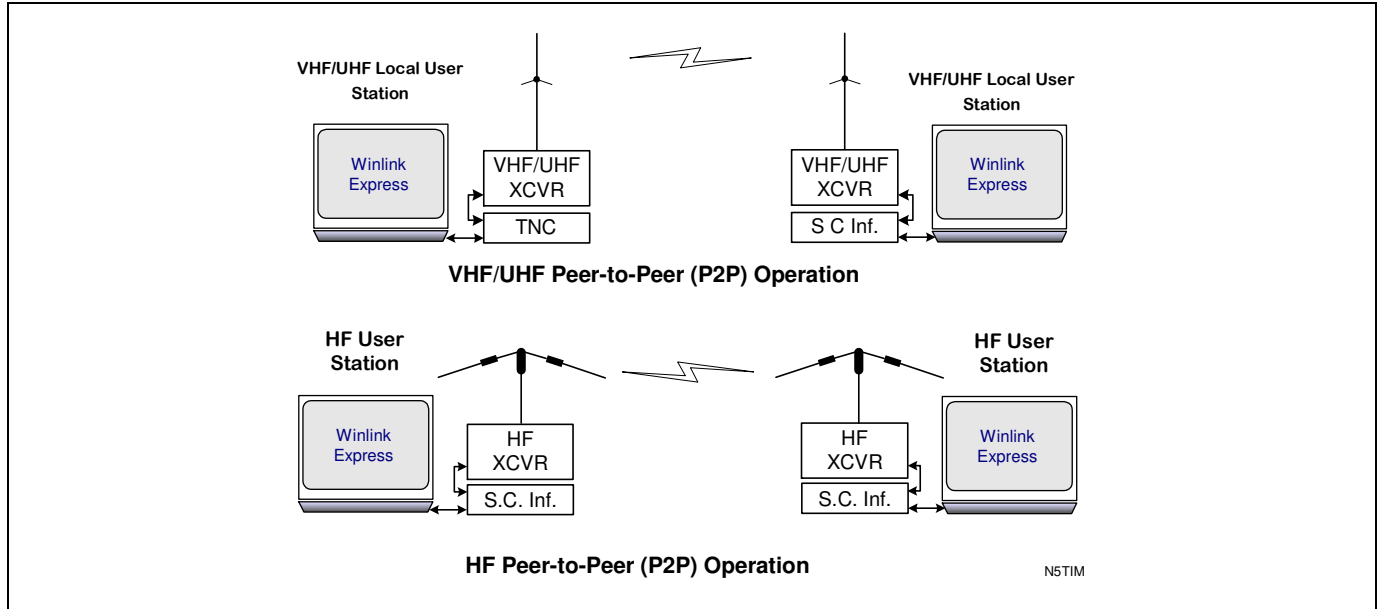 VHF/UHF Local User
Station
VHF/UHF Local User
Station
Winlink
Express
VHF/UHF
XCVR
TNC
VHF/UHF
XCVR
S C Inf.
Winlink
Express
VHF/UHF Peer-to-Peer (P2P) Operation
HF User
Station
HF User
Station
Winlink
Express
HF
XCVR
S.C. Inf.
HF
XCVR
S.C. Inf.
Winlink
Express
HF Peer-to-Peer (P2P) Operation
N5TIM